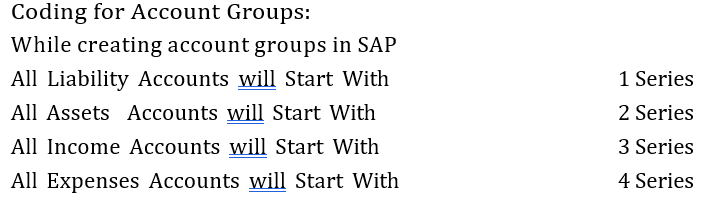 Coding for Account Groups:
While creating account groups in SAP
All Liability Accounts will Start With 1 Series
All Assets Accounts will Start With 2 Series
All Income Accounts will Start With 3 Series
All Expenses Accounts will Start With 4 Series